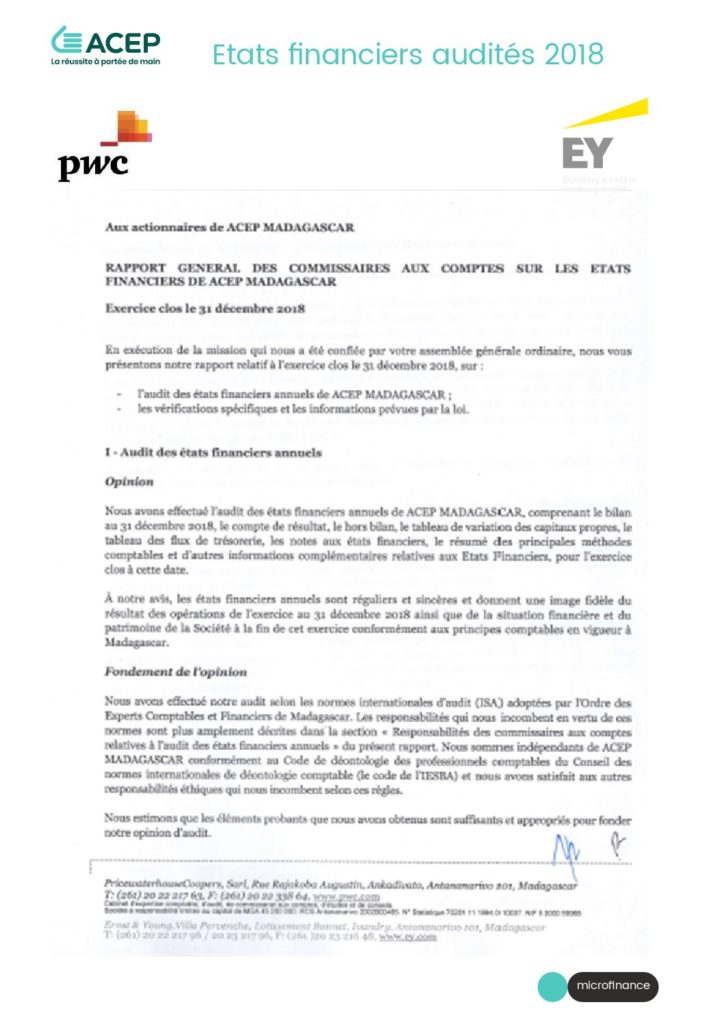 ACEP
La réussite à portée de main
Etats financiers audités 2018
pwc
EY
Building a better
working world
Aux actionnaires de ACEP MADAGASCAR
RAPPORT GENERAL DES COMMISSAIRES AUX COMPTES SUR LES ETATS
FINANCIERS DE ACEP MADAGASCAR
Exercice clos le 31 décembre 2018
En exécution de la mission qui nous a été confiée par votre assemblée générale ordinaire, nous vous
présentons notre rapport relatif à l'exercice clos le 31 décembre 2018, sur :
- l'audit des états financiers annuels de ACEP MADAGASCAR ;
- les vérifications spécifiques et les informations prévues par la loi.
I - Audit des états financiers annuels
Opinion
Nous avons effectué l'audit des états financiers annuels de ACEP MADAGASCAR, comprenant le bilan
au 31 décembre 2018, le compte de résultat, le hors bilan, le tableau de variation des capitaux propres, le
tableau des flux de trésorerie, les notes aux états financiers, le résumé des principales méthodes
comptables et d'autres informations complémentaires relatives aux Etats Financiers, pour l'exercice
clos à cette date.
À notre avis, les états financiers annuels sont réguliers et sincères et donnent une image fidèle du
résultat des opérations de l'exercice au 31 décembre 2018 ainsi que de la situation financière et du
patrimoine de la Société à la fin de cet exercice conformément aux principes comptables en vigueur à
Madagascar.
Fondement de l'opinion
Nous avons effectué notre audit selon les normes internationales d'audit (ISA) adoptées par l'Ordre des
Experts Comptables et Financiers de Madagascar. Les responsabilités qui nous incombent en vertu de ces
normes sont plus amplement décrites dans la section « Responsabilités des commissaires aux comptes
relatives à l'audit des états financiers annuels » du présent rapport. Nous sommes indépendants de ACEP
MADAGASCAR conformément au Code de déontologie des professionnels comptables du Conseil des
normes internationales de déontologie comptable (le code de l'IESBA) et nous avons satisfait aux autres
responsabilités éthiques qui nous incombent selon ces règles.
Nous estimons que les éléments probants que nous avons obtenus sont suffisants et appropriés pour fonder
notre opinion d'audit.
PricewaterhouseCoopers, Sarl, Rue Rajakoba Augustin, Ankadivato, Antananarivo 101, Madagascar
T: (261) 20 22 217 63, F: (261) 20 22 338 64, www.pwc.com
Cabinet d'expertise comptable, d'audit, de commissariat aux comptes, d'études et de conseils.
Société à responsabilité limitée au capital de MGA
Ernst & Young, Villa Pervenche, Lotissement Bonnet, Ivandry, Antananarivo 101, Madagascar
T: (261) 20 22 217 96 / 20 23 217 96, F: (261) 20 23 216 48, www.ey.com
microfinance